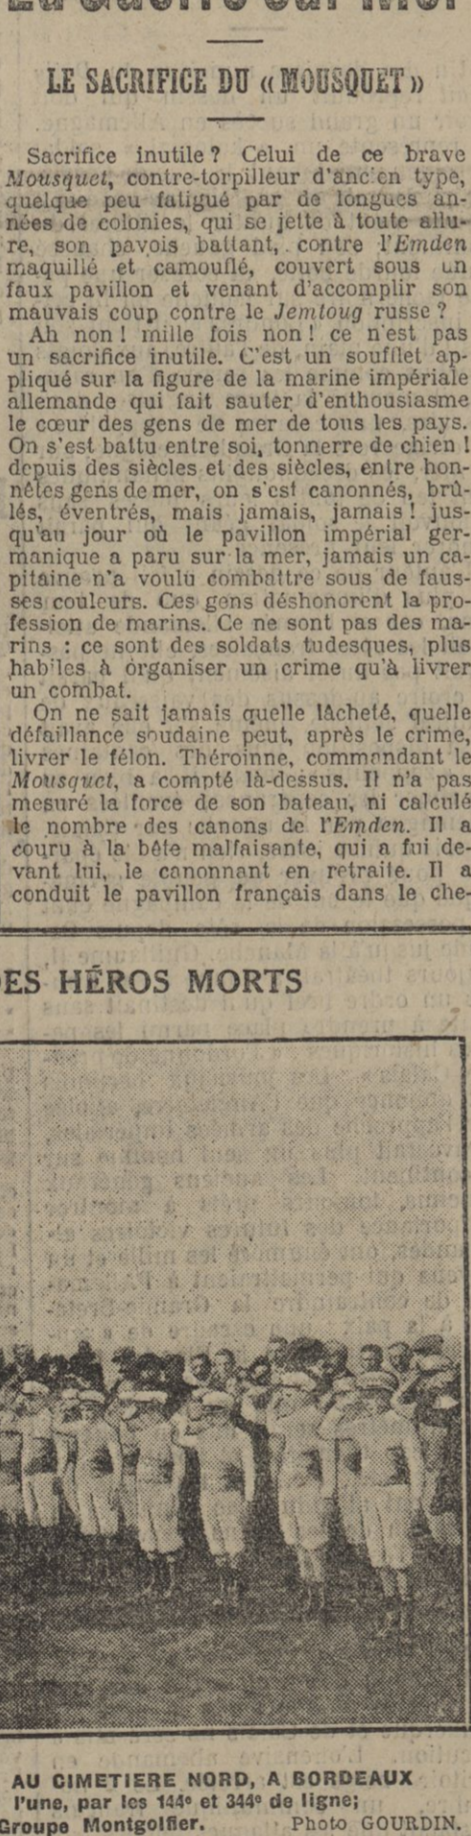 La Guerre sur Mer
LE SACRIFICE DU « MOUSQUET »
Sacrifice inutile ? Celui de ce brave
Mousquet, contre-torpilleur d'ancien type,
quelque peu fatigué par de longues an-
nées de colonies, qui se jette à toute allu-
re, son pavois battant, contre l'Emden
maquillé et camouflé, couvert sous un
faux pavillon et venant d'accomplir son
mauvais coup contre le Jemtoug russe ?
Ah non ! mille fois non ! ce n'est pas
un sacrifice inutile. C'est un soufflet ap-
pliqué sur la figure de la marine impériale
allemande qui fait sauter d'enthousiasme
le cœur des gens de mer de tous les pays.
On s'est battu entre soi, tonnerre de chien !
depuis des siècles et des siècles, entre hon-
nêtes gens de mer, on s'est canonnés, brû-
lés, éventrés, mais jamais, jamais ! jus-
qu'au jour où le pavillon impérial ger-
manique a paru sur la mer, jamais un ca-
pitaine n'a voulu combattre sous de faus-
ses couleurs. Ces gens déshonorent la pro-
fession de marins. Ce ne sont pas des ma-
rins : ce sont des soldats tudesques, plus
habiles à organiser un crime qu'à livrer
un combat.
On ne sait jamais quelle lâcheté, quelle
défaillance soudaine peut, après le crime,
livrer le félon. Théroinne, commandant le
Mousquet, a compté là-dessus. Il n'a pas
mesuré la force de son bateau, ni calculé
le nombre des canons de l'Emden. Il a
couru à la bête malfaisante, qui a fui de-
vant lui, le canonnant en retraite. Il a
conduit le pavillon français dans le che-
DES HÉROS MORTS
AU CIMETIERE NORD, A BORDEAUX
l'une, par les 144e et 344e de ligne;
Groupe Montgolfier. Photo GOURDIN.